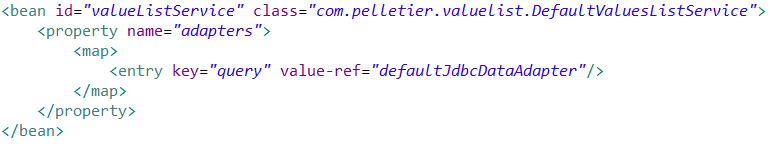 <bean id="valueListService" class="com.pelletier.valuelist.DefaultValuesListService">
    <property name="adapters">
        <map>
            <entry key="query" value-ref="defaultJdbcDataAdapter"/>
        </map>
    </property>
</bean>